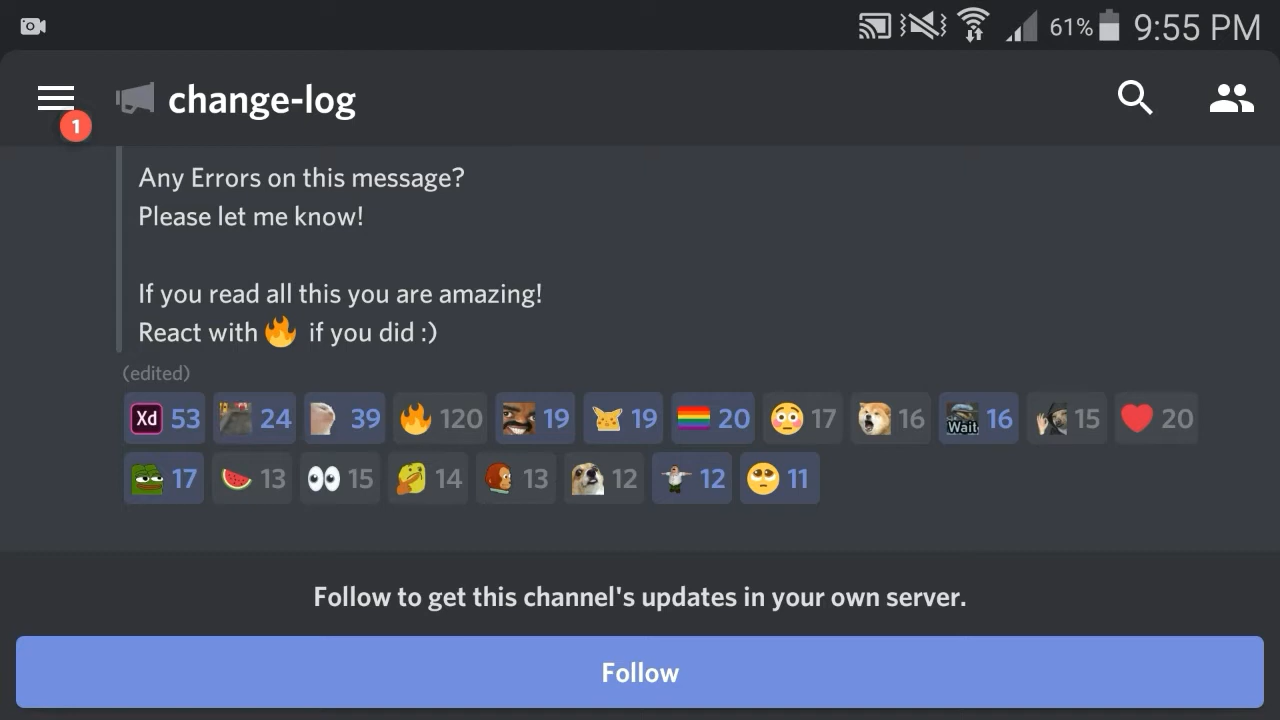 61% 9:55 PM
1
change-log
Any Errors on this message?
Please let me know!
If you read all this you are amazing!
React with 🔥 if you did :)
(edited)
Xd 53 24 39 🔥 120 19 19 20 😳 17 16 Wait 16 15 ❤️ 20
17 🍉 13 👀 15 14 13 12 12 🥺 11
Follow to get this channel's updates in your own server.
Follow